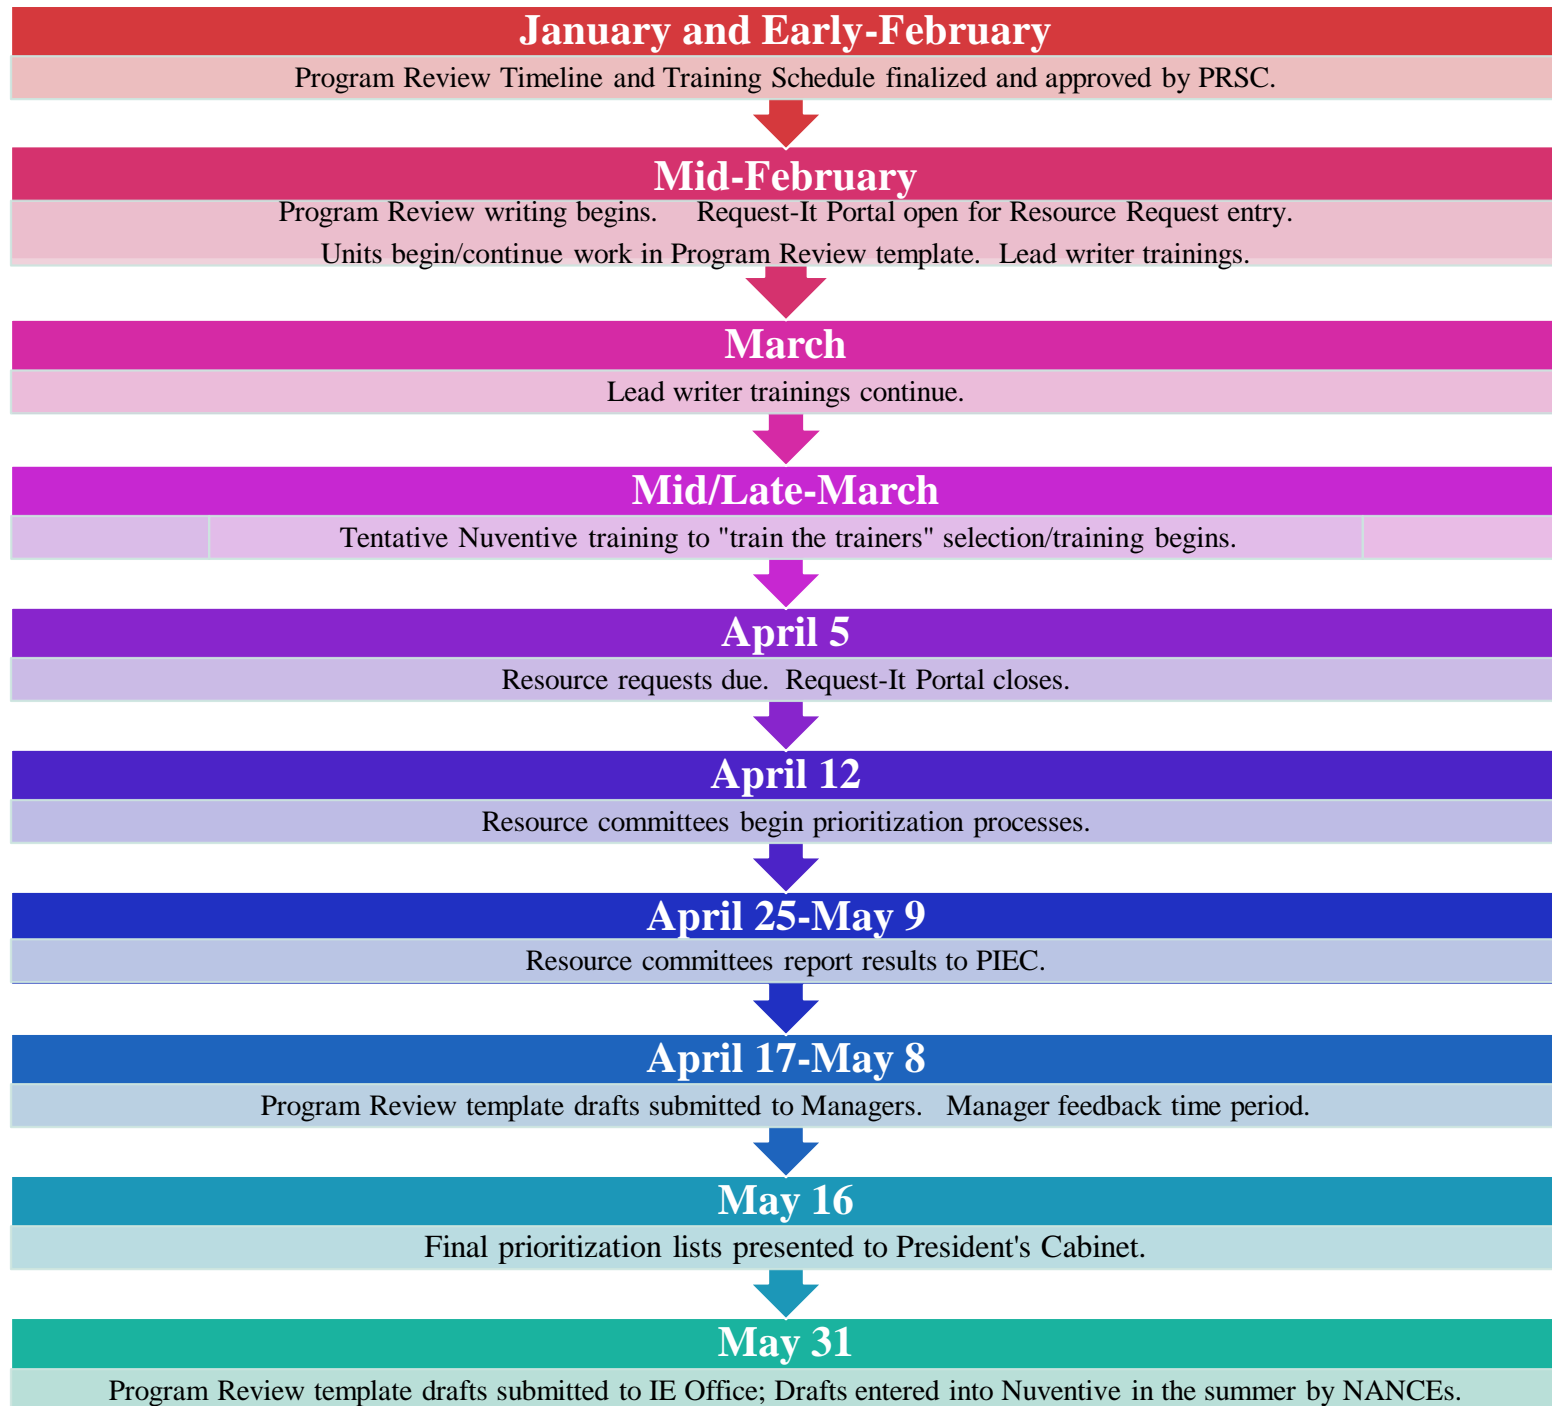 January and Early-February
Program Review Timeline and Training Schedule finalized and approved by PRSC.
Mid-February
Program Review writing begins. Request-It Portal open for Resource Request entry.
Units begin/continue work in Program Review template. Lead writer trainings.
March
Lead writer trainings continue.
Mid/Late-March
Tentative Nuventive training to "train the trainers" selection/training begins.
April 5
Resource requests due. Request-It Portal closes.
April 12
Resource committees begin prioritization processes.
April 25-May 9
Resource committees report results to PIEC.
April 17-May 8
Program Review template drafts submitted to Managers. Manager feedback time period.
May 16
Final prioritization lists presented to President's Cabinet.
May 31
Program Review template drafts submitted to IE Office; Drafts entered into Nuventive in the summer by NANCEs.